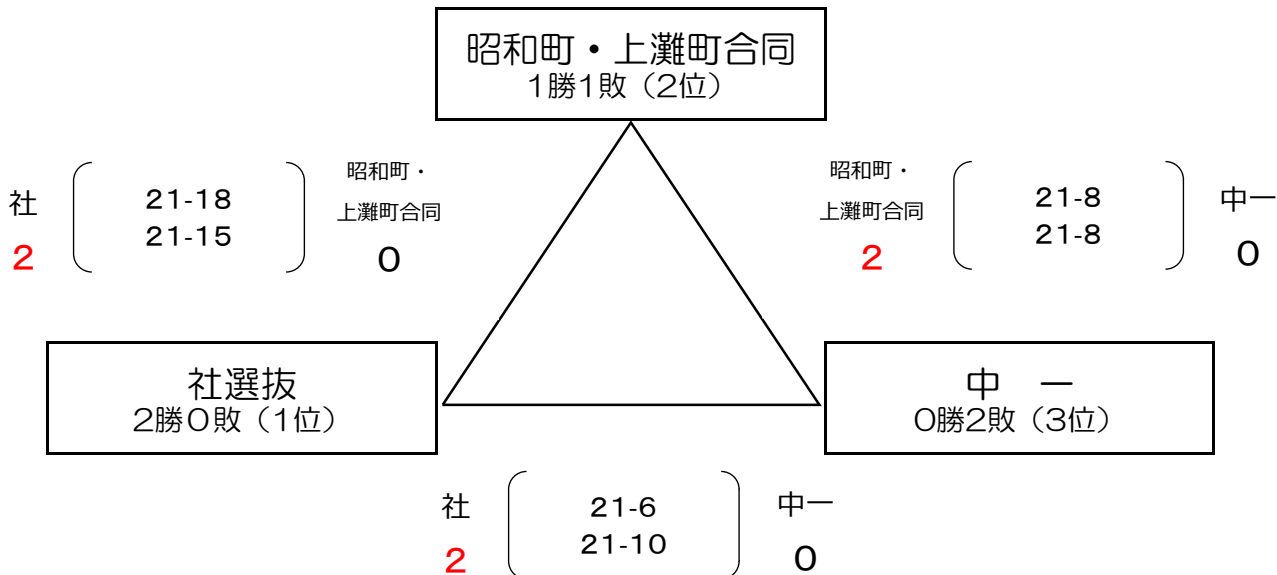 昭和町・上灘町合同
1勝1敗（2位）
社
2
21-18
21-15
昭和町・
上灘町合同
0
昭和町・
上灘町合同
2
21-8
21-8
中一
0
社選抜
2勝0敗（1位）
中　一
0勝2敗（3位）
社
2
21-6
21-10
中一
0